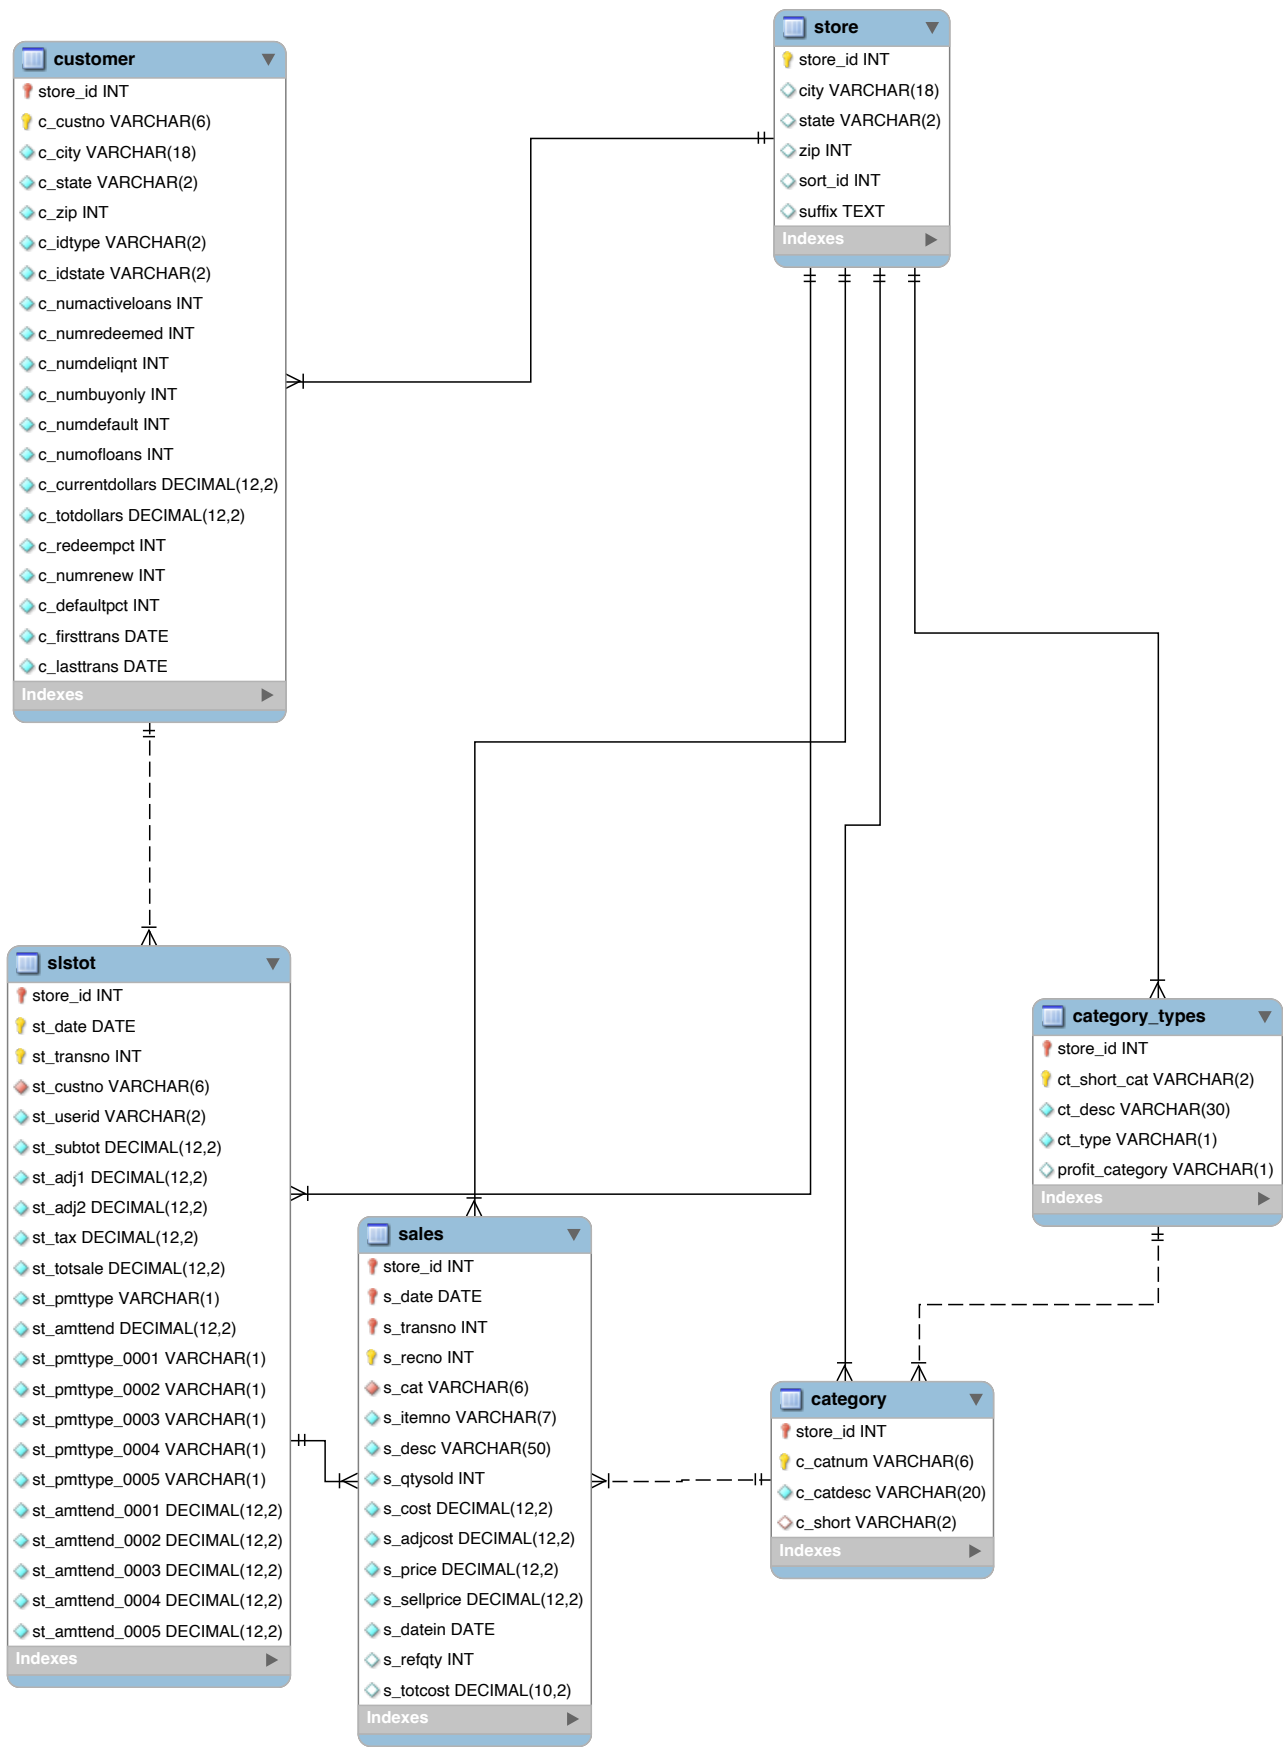 customer
store_id INT
c_custno VARCHAR(6)
c_city VARCHAR(18)
c_state VARCHAR(2)
c_zip INT
c_idtype VARCHAR(2)
c_idstate VARCHAR(2)
c_numactiveloans INT
c_numredeemed INT
c_numdeliqnt INT
c_numbuyonly INT
c_numdefault INT
c_numofloans INT
c_currentdollars DECIMAL(12,2)
c_totdollars DECIMAL(12,2)
c_redeempct INT
c_numrenew INT
c_defaultpct INT
c_firsttrans DATE
c_lasttrans DATE
Indexes
store
store_id INT
city VARCHAR(18)
state VARCHAR(2)
zip INT
sort_id INT
suffix TEXT
Indexes
slstot
store_id INT
st_date DATE
st_transno INT
st_custno VARCHAR(6)
st_userid VARCHAR(2)
st_subtot DECIMAL(12,2)
st_adj1 DECIMAL(12,2)
st_adj2 DECIMAL(12,2)
st_tax DECIMAL(12,2)
st_totsale DECIMAL(12,2)
st_pmttype VARCHAR(1)
st_amttend DECIMAL(12,2)
st_pmttype_0001 VARCHAR(1)
st_pmttype_0002 VARCHAR(1)
st_pmttype_0003 VARCHAR(1)
st_pmttype_0004 VARCHAR(1)
st_pmttype_0005 VARCHAR(1)
st_amttend_0001 DECIMAL(12,2)
st_amttend_0002 DECIMAL(12,2)
st_amttend_0003 DECIMAL(12,2)
st_amttend_0004 DECIMAL(12,2)
st_amttend_0005 DECIMAL(12,2)
Indexes
sales
store_id INT
s_date DATE
s_transno INT
s_recno INT
s_cat VARCHAR(6)
s_itemno VARCHAR(7)
s_desc VARCHAR(50)
s_qtysold INT
s_cost DECIMAL(12,2)
s_adjcost DECIMAL(12,2)
s_price DECIMAL(12,2)
s_sellprice DECIMAL(12,2)
s_datein DATE
s_refqty INT
s_totcost DECIMAL(10,2)
Indexes
category_types
store_id INT
ct_short_cat VARCHAR(2)
ct_desc VARCHAR(30)
ct_type VARCHAR(1)
profit_category VARCHAR(1)
Indexes
category
store_id INT
c_catnum VARCHAR(6)
c_catdesc VARCHAR(20)
c_short VARCHAR(2)
Indexes